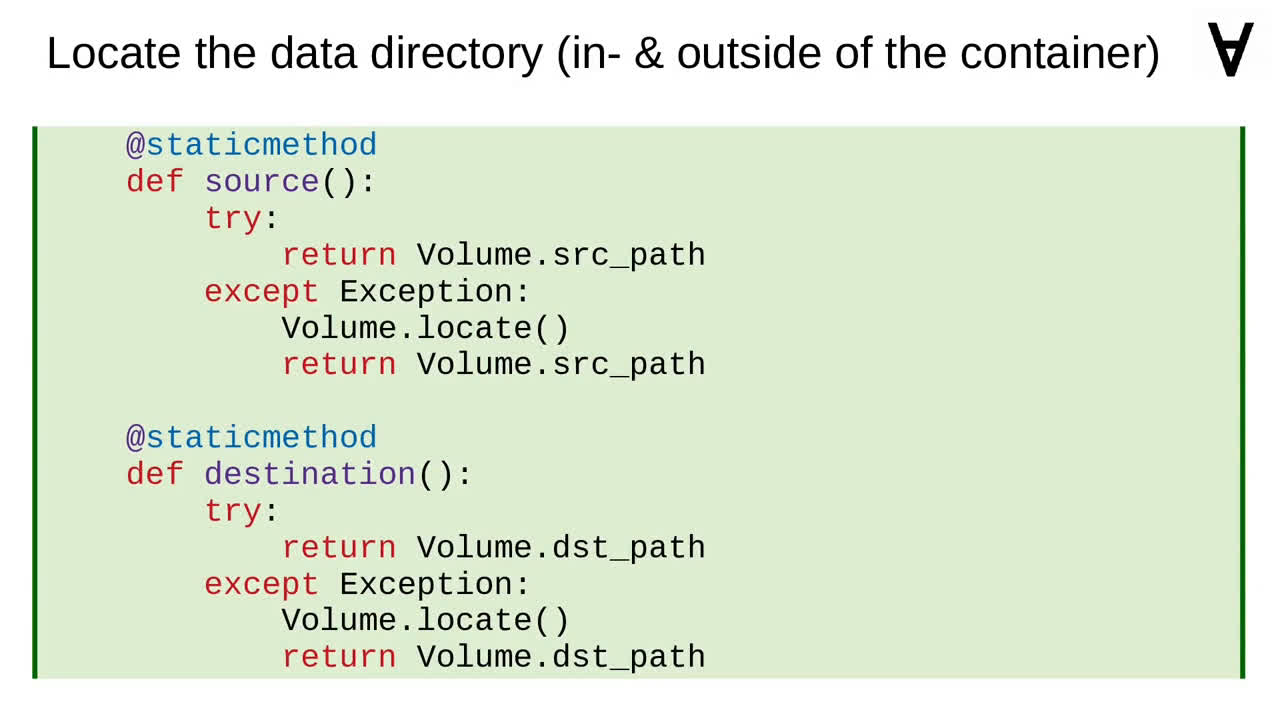 Locate the data directory (in- & outside of the container)
∀
@staticmethod
def source():
    try:
        return Volume.src_path
    except Exception:
        Volume.locate()
        return Volume.src_path
@staticmethod
def destination():
    try:
        return Volume.dst_path
    except Exception:
        Volume.locate()
        return Volume.dst_path